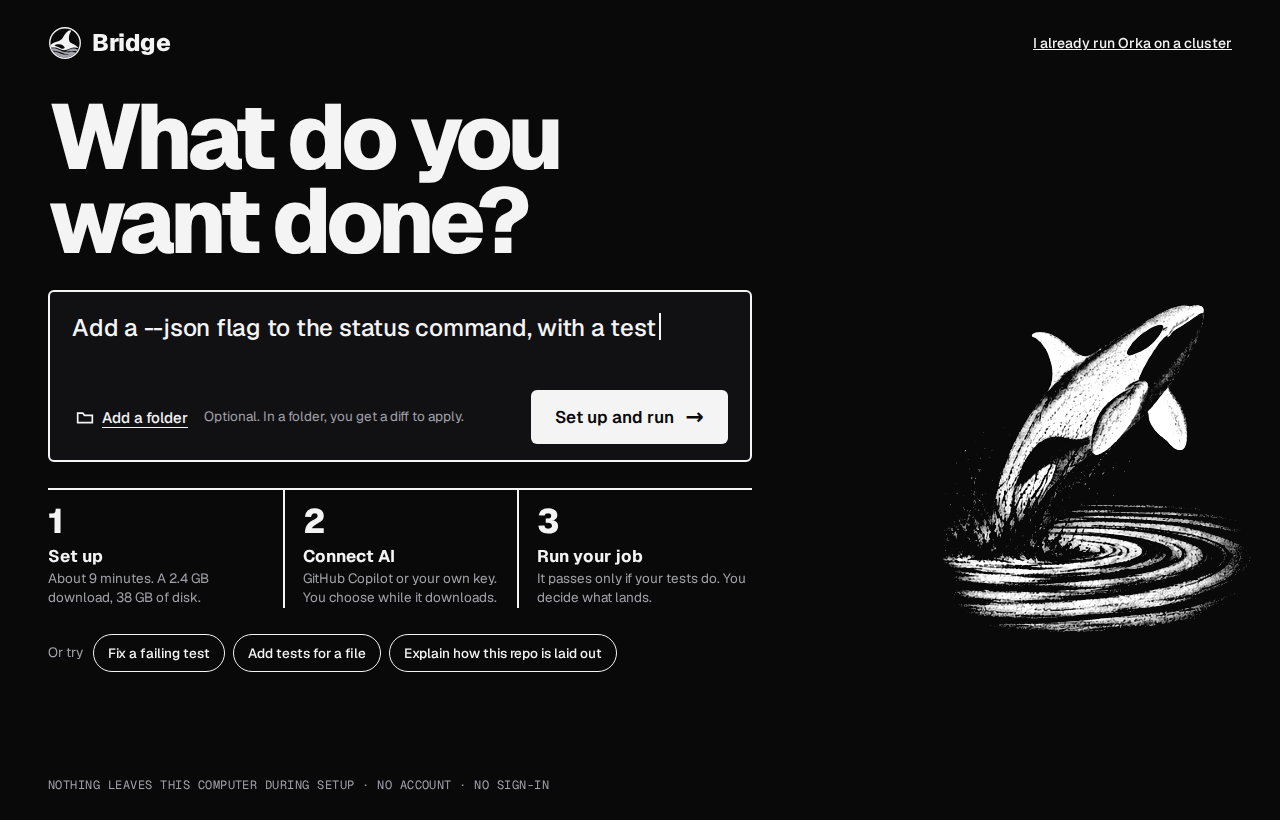 Bridge
I already run Orka on a cluster
What do you
want done?
Add a --json flag to the status command, with a test
Add a folder
Optional. In a folder, you get a diff to apply.
Set up and run →
1
Set up
About 9 minutes. A 2.4 GB
download, 38 GB of disk.
2
Connect AI
GitHub Copilot or your own key.
You choose while it downloads.
3
Run your job
It passes only if your tests do. You
decide what lands.
Or try
Fix a failing test
Add tests for a file
Explain how this repo is laid out
NOTHING LEAVES THIS COMPUTER DURING SETUP · NO ACCOUNT · NO SIGN-IN